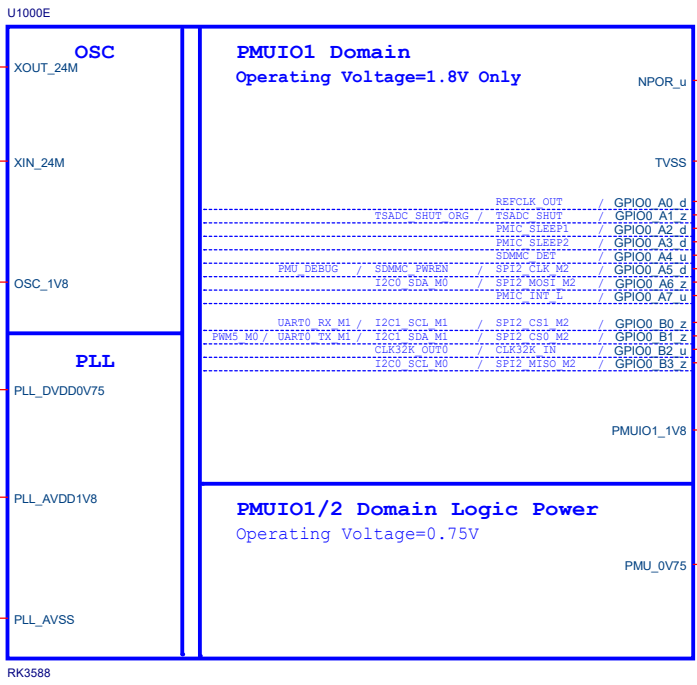 U1000E
OSC
XOUT_24M
XIN_24M
OSC_1V8
PLL
PLL_DVDD0V75
PLL_AVDD1V8
PLL_AVSS
PMUIO1 Domain
Operating Voltage=1.8V Only
NPOR_u
TVSS
REFCLK_OUT / GPIO0_A0_d
TSADC_SHUT_ORG / TSADC_SHUT / GPIO0_A1_z
PMIC_SLEEP1 / GPIO0_A2_d
PMIC_SLEEP2 / GPIO0_A3_d
SDMMC_DET / GPIO0_A4_u
PMU_DEBUG / SDMMC_PWREN / SPI2_CLK_M2 / GPIO0_A5_d
I2C0_SDA_M0 / SPI2_MOSI_M2 / GPIO0_A6_z
PMIC_INT_L / GPIO0_A7_u
UART0_RX_M1 / I2C1_SCL_M1 / SPI2_CS1_M2 / GPIO0_B0_z
PWM5_M0 / UART0_TX_M1 / I2C1_SDA_M1 / SPI2_CS0_M2 / GPIO0_B1_z
CLK32K_OUT0 / CLK32K_IN / GPIO0_B2_u
I2C0_SCL_M0 / SPI2_MISO_M2 / GPIO0_B3_z
PMUIO1_1V8
PMUIO1/2 Domain Logic Power
Operating Voltage=0.75V
PMU_0V75
RK3588